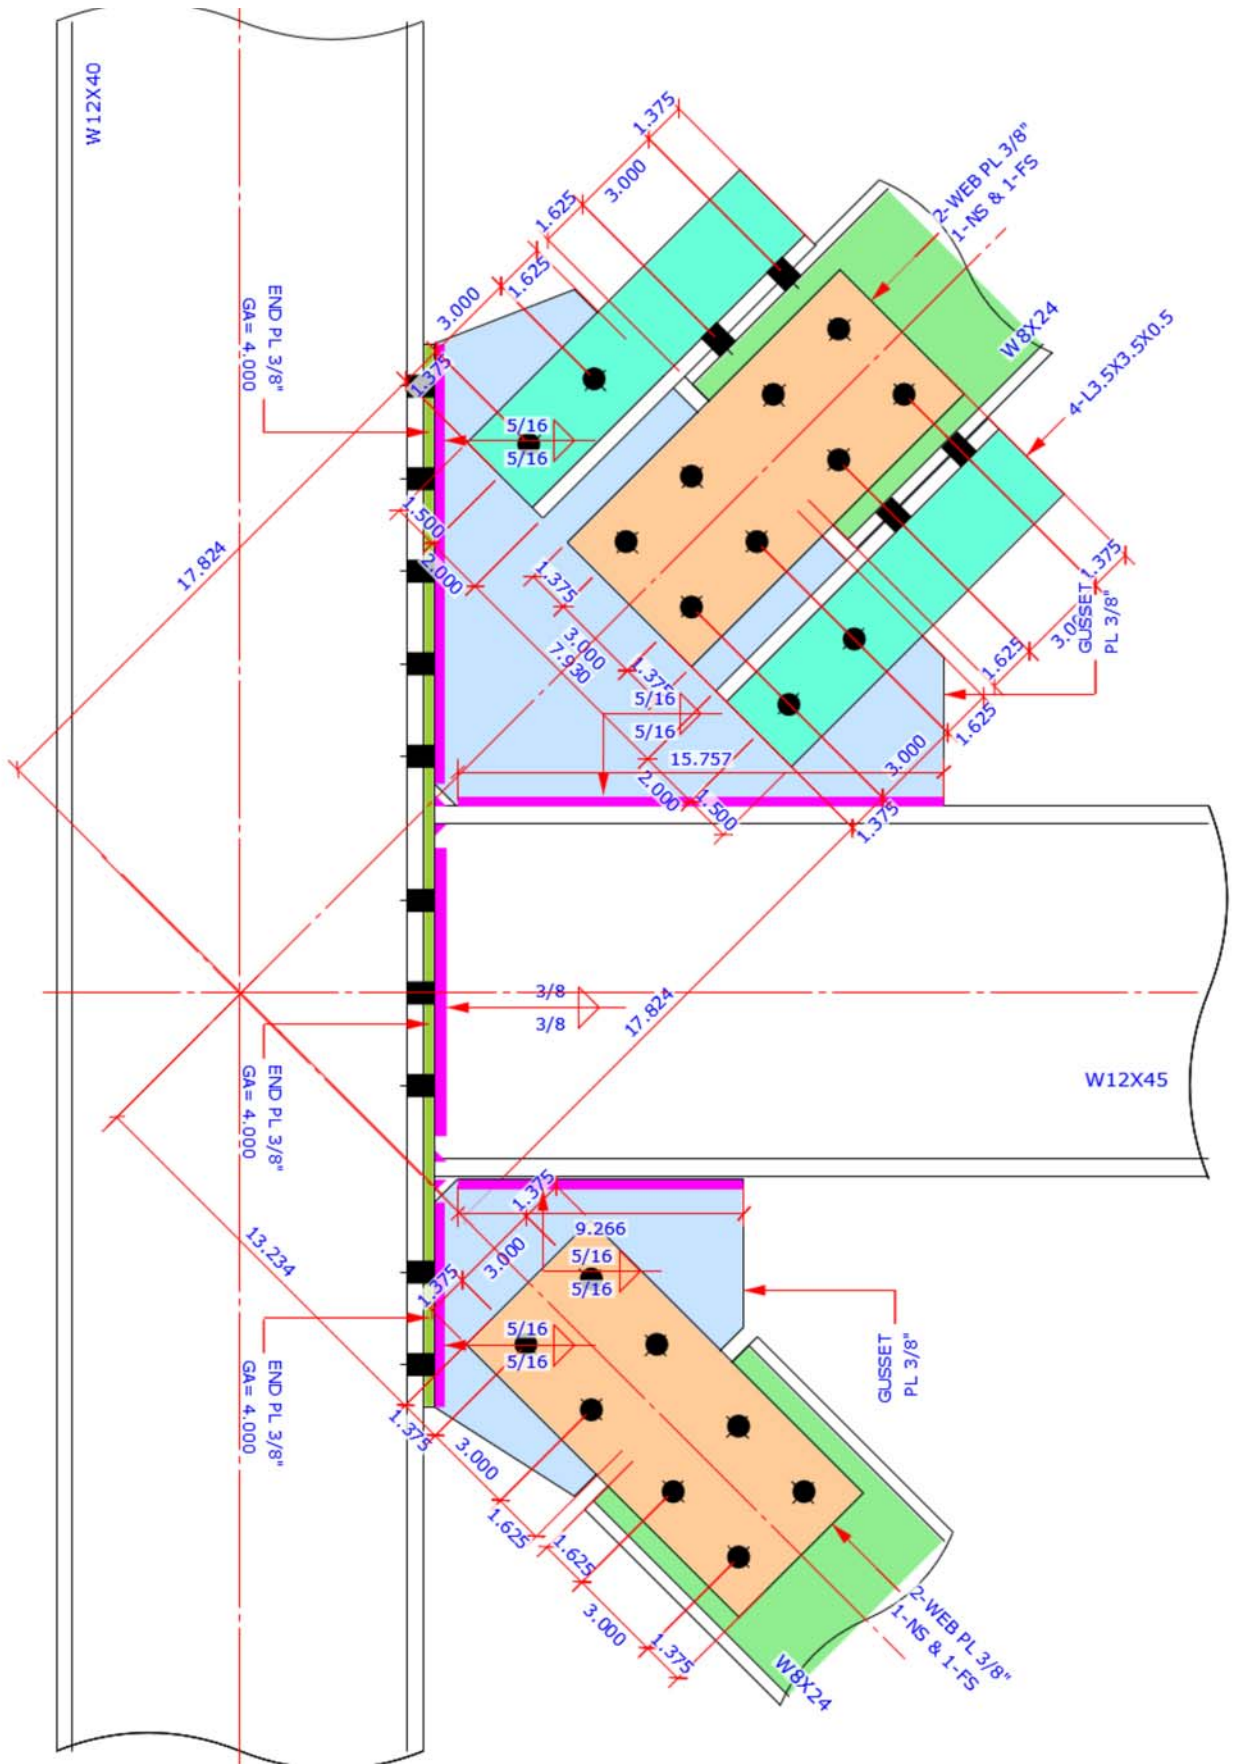 W12X40
1.375
3.000
1.625
1.625
3.000
1.375
2-WEB PL 3/8"
1-NS & 1-FS
W8X24
4-L3.5X3.5X0.5
END PL 3/8"
GA= 4.000
5/16
5/16
17.824
1.500
2.000
1.375
3.000
7.930
1.375
5/16
5/16
15.757
2.000
1.500
1.375
3.000
1.625
1.625
3.00
1.375
GUSSET
PL 3/8"
3/8
3/8
17.824
W12X45
END PL 3/8"
GA= 4.000
13.234
1.375
3.000
1.375
9.266
5/16
5/16
5/16
5/16
GUSSET
PL 3/8"
END PL 3/8"
GA= 4.000
1.375
3.000
1.625
1.625
3.000
1.375
2-WEB PL 3/8"
1-NS & 1-FS
W8X24